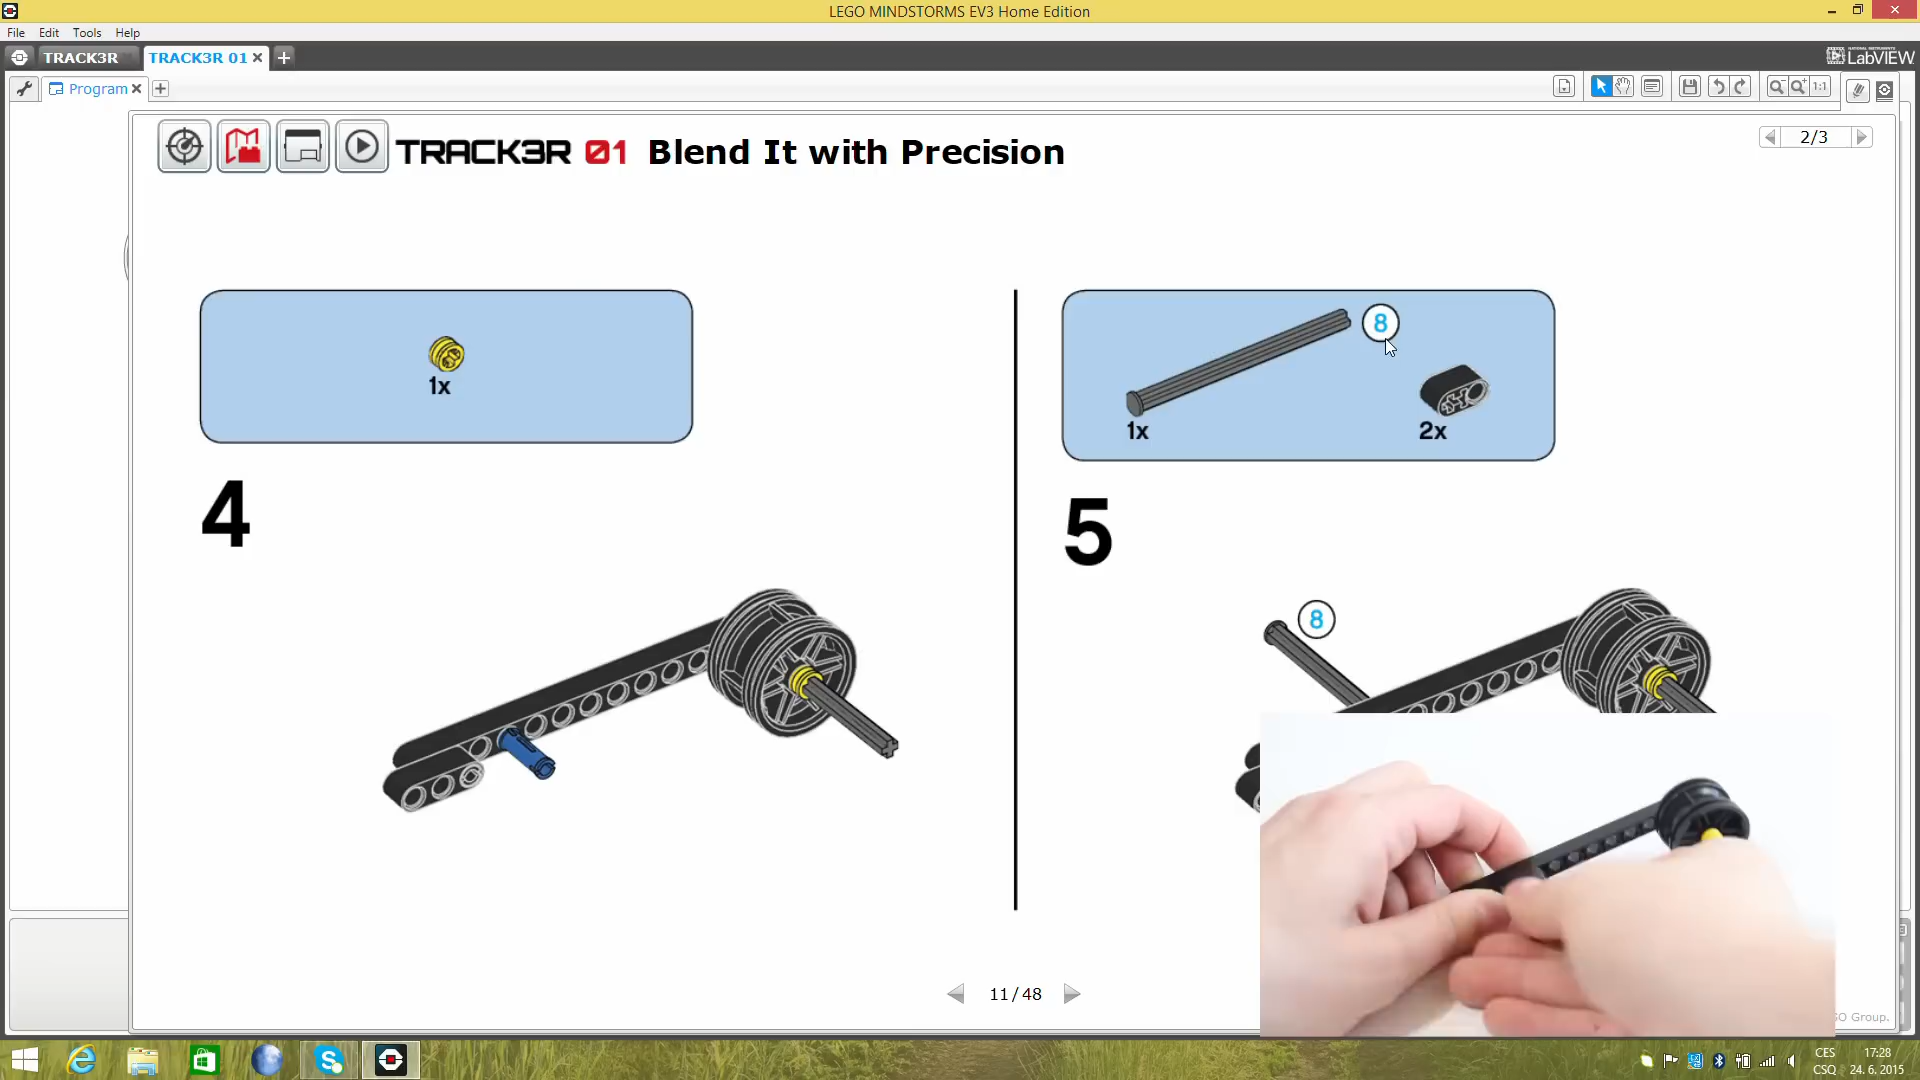 LEGO MINDSTORMS EV3 Home Edition
File Edit Tools Help
TRACK3R TRACK3R 01
LabVIEW
Program
1:1
TRACK3R 01 Blend It with Precision
2/3
1x
8
1x
2x
4
5
8
11/48
Group.
CES 17:28
CSQ 24. 6. 2015